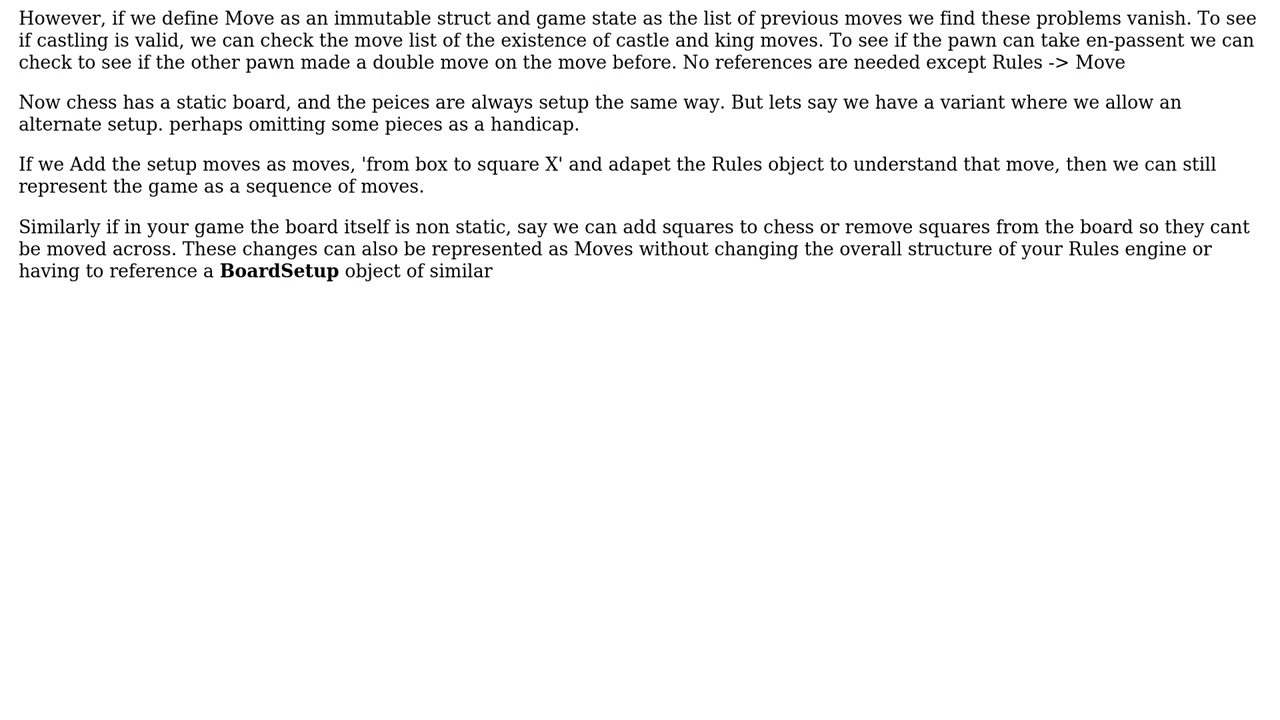 However, if we define Move as an immutable struct and game state as the list of previous moves we find these problems vanish. To see
if castling is valid, we can check the move list of the existence of castle and king moves. To see if the pawn can take en-passent we can
check to see if the other pawn made a double move on the move before. No references are needed except Rules -> Move
Now chess has a static board, and the peices are always setup the same way. But lets say we have a variant where we allow an
alternate setup. perhaps omitting some pieces as a handicap.
If we Add the setup moves as moves, 'from box to square X' and adapet the Rules object to understand that move, then we can still
represent the game as a sequence of moves.
Similarly if in your game the board itself is non static, say we can add squares to chess or remove squares from the board so they cant
be moved across. These changes can also be represented as Moves without changing the overall structure of your Rules engine or
having to reference a BoardSetup object of similar